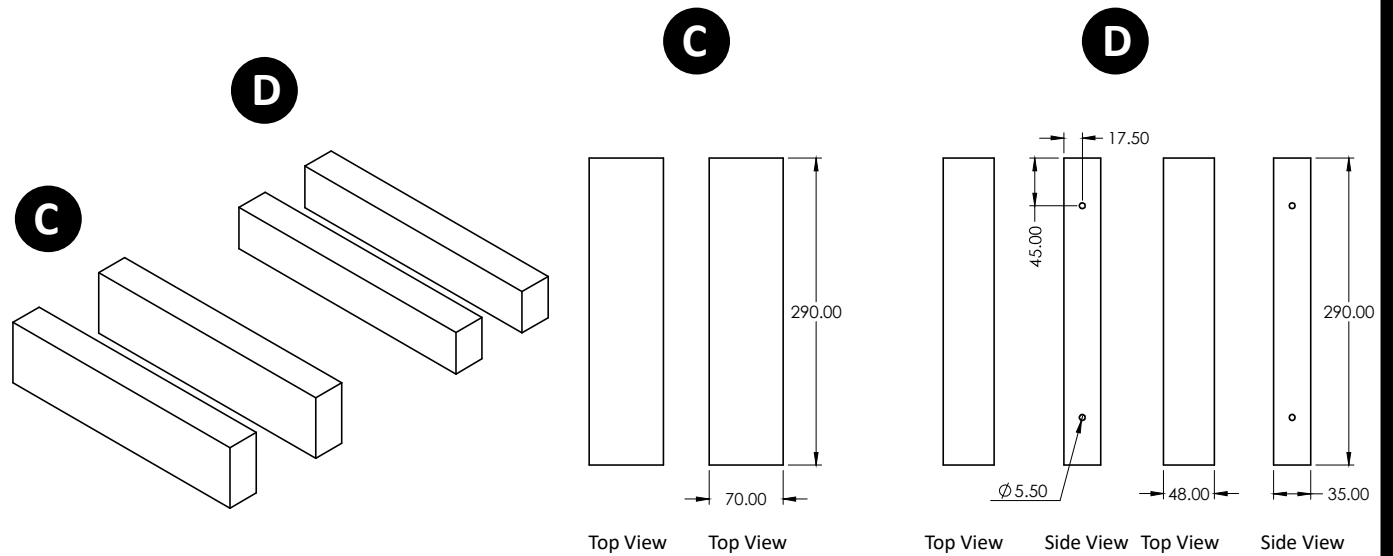 C
D
D
C
17.50
45.00
290.00
290.00
∅5.50
70.00
48.00
35.00
Top View Top View
Top View Side View Top View Side View